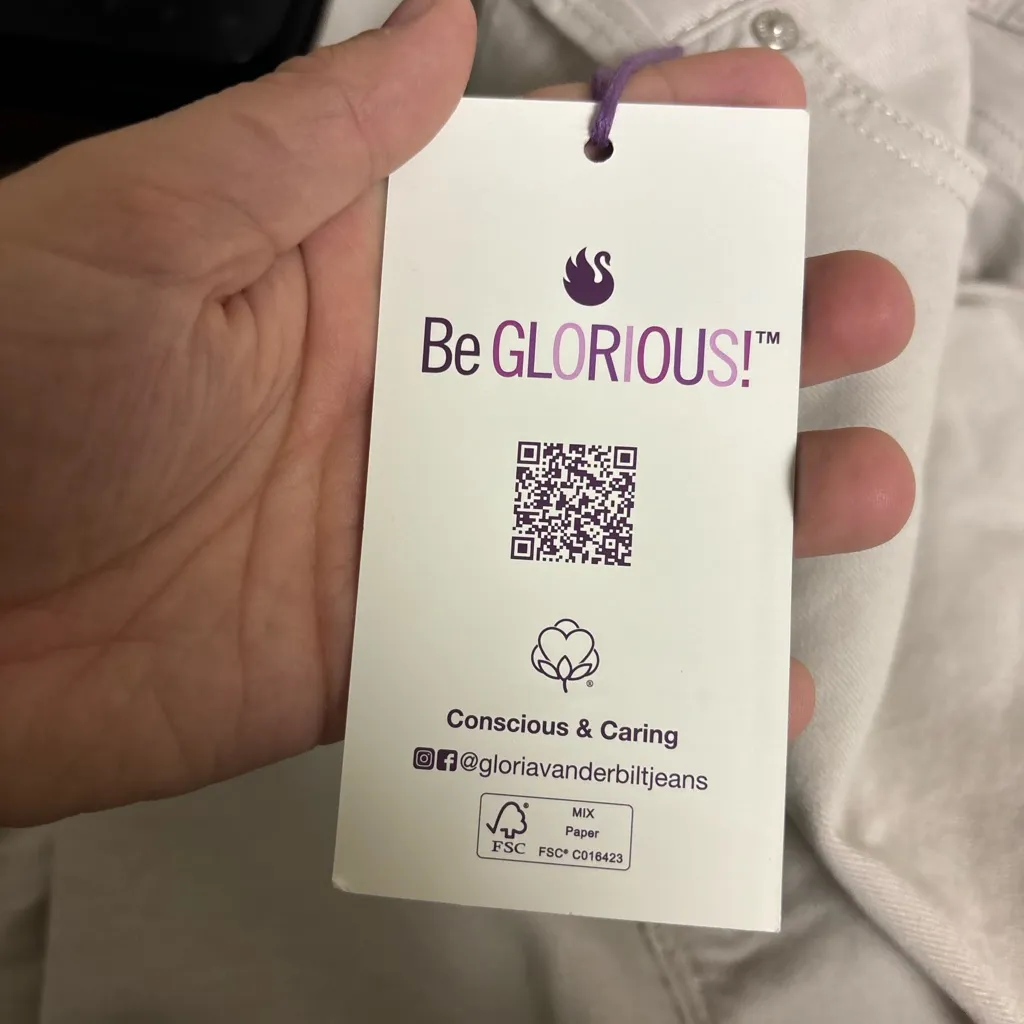 Be GLORIOUS!™
®
Conscious & Caring
@gloriavanderbiltjeans
®
FSC
MIX
Paper
FSC® C016423